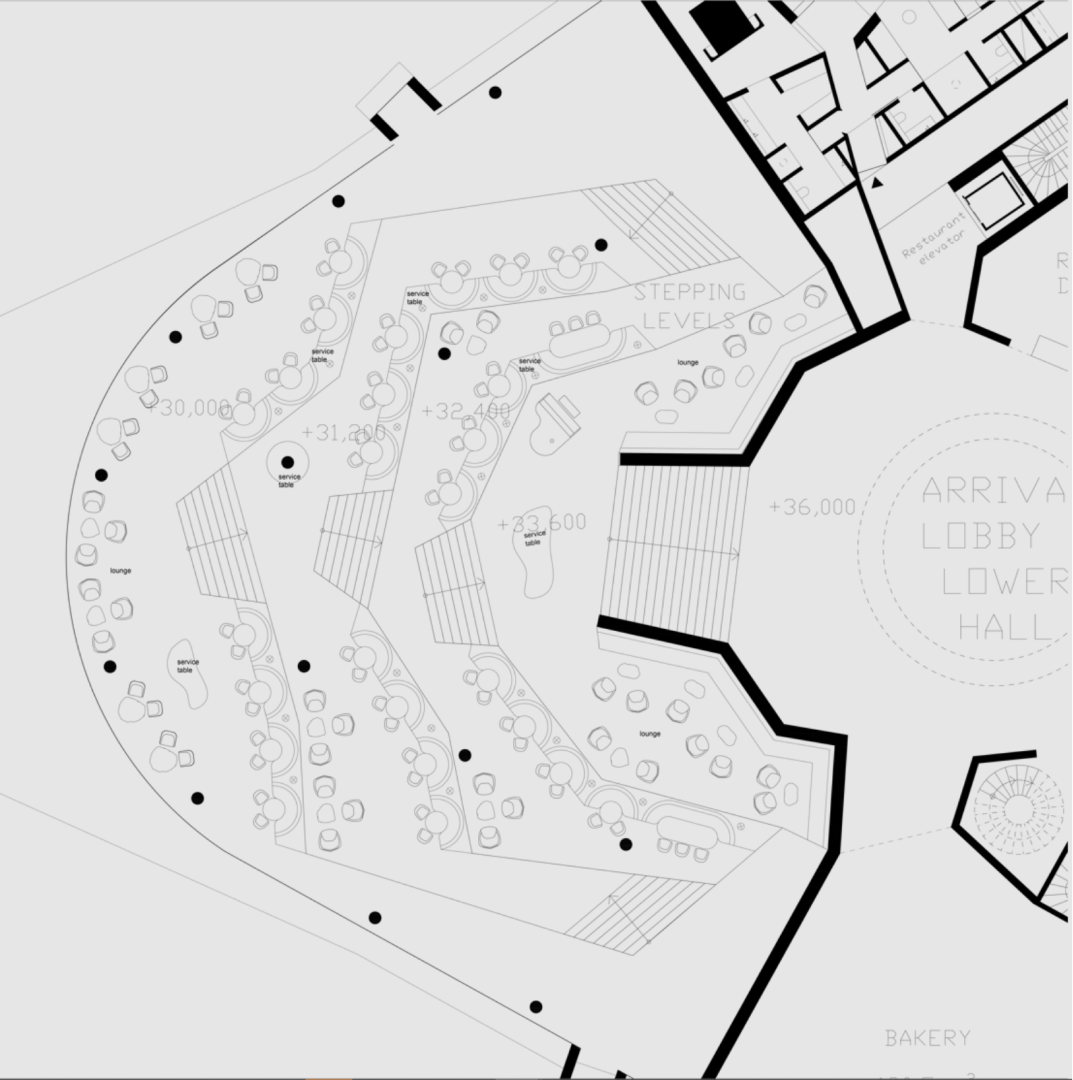 Restaurant
elevator
R
D
service
table
STEPPING
LEVELS
service
table
service
table
lounge
+30,000
+31,200
+32,400
service
table
+33,600
service
table
+36,000
ARRIVA
LOBBY
LOWER
HALL
lounge
service
table
lounge
BAKERY